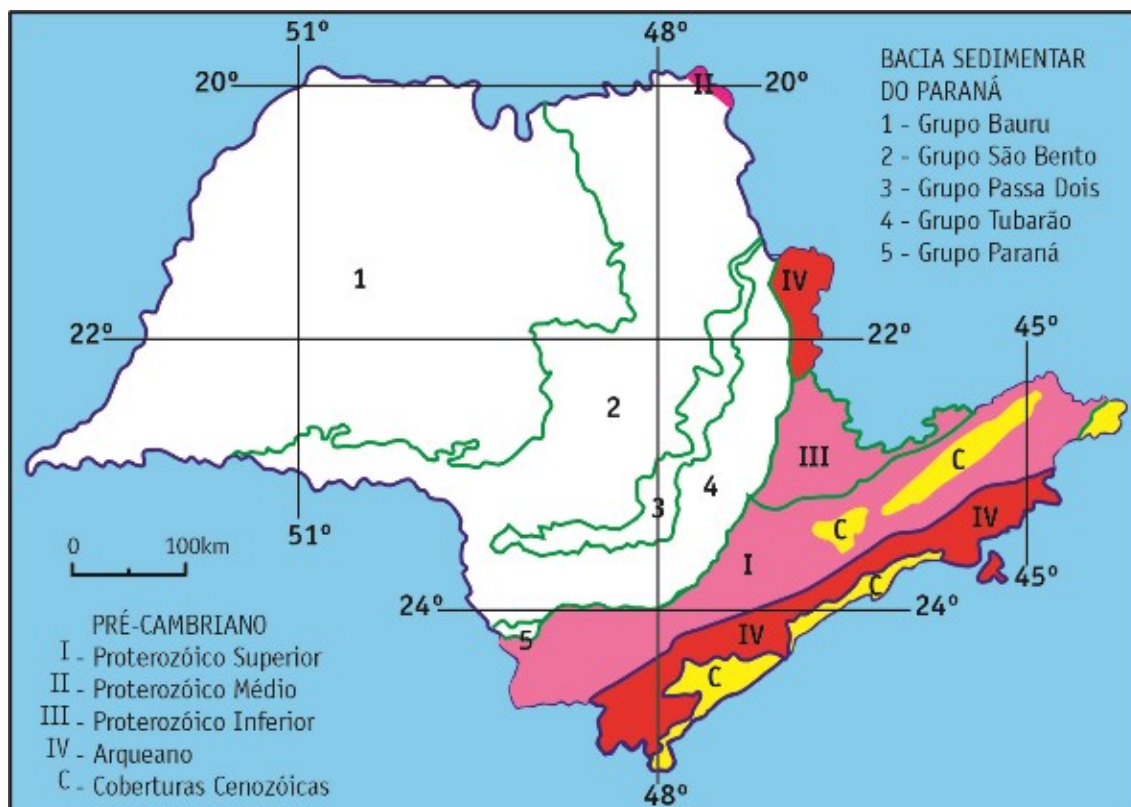 51º
48º
20º
II
20º
BACIA SEDIMENTAR
DO PARANÁ
1 - Grupo Bauru
2 - Grupo São Bento
3 - Grupo Passa Dois
4 - Grupo Tubarão
5 - Grupo Paraná
1
IV
22º
22º
45º
2
III
C
3
4
C
IV
51º
0 100km
I
45º
C
24º
24º
5
IV
C
PRÉ-CAMBRIANO
I - Proterozóico Superior
II - Proterozóico Médio
III - Proterozóico Inferior
IV - Arqueano
C - Coberturas Cenozóicas
48º